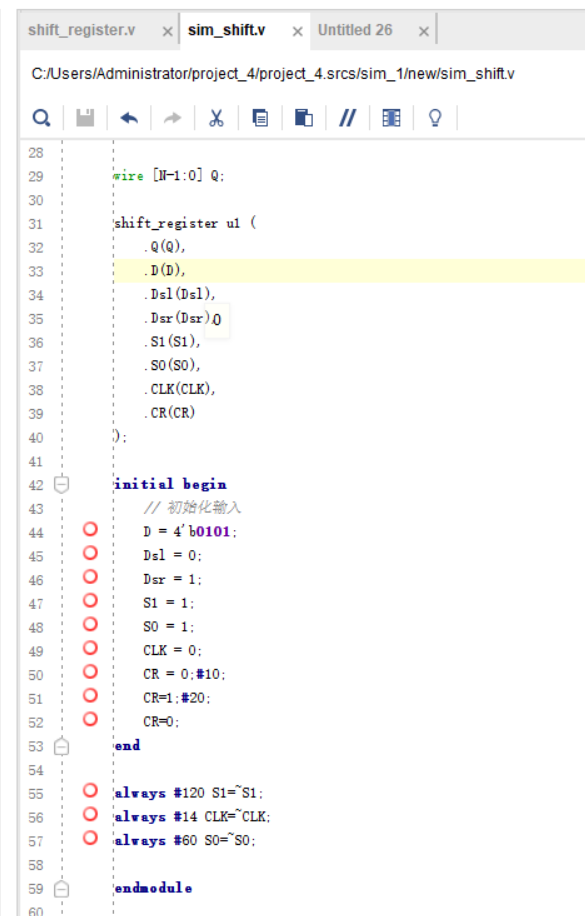 shift_register.v × sim_shift.v × Untitled 26 ×
C:/Users/Administrator/project_4/project_4.srcs/sim_1/new/sim_shift.v
28
29 wire [N-1:0] Q;
30
31 shift_register u1 (
32 .Q(Q),
33 .D(D),
34 .Dsl(Dsl),
35 .Dsr(Dsr),0
36 .S1(S1),
37 .S0(S0),
38 .CLK(CLK),
39 .CR(CR)
40 );
41
42 initial begin
43 // 初始化输入
44 D = 4'b0101;
45 Dsl = 0;
46 Dsr = 1;
47 S1 = 1;
48 S0 = 1;
49 CLK = 0;
50 CR = 0;#10;
51 CR=1;#20;
52 CR=0;
53 end
54
55 always #120 S1=~S1;
56 always #14 CLK=~CLK;
57 always #60 S0=~S0;
58
59 endmodule
60